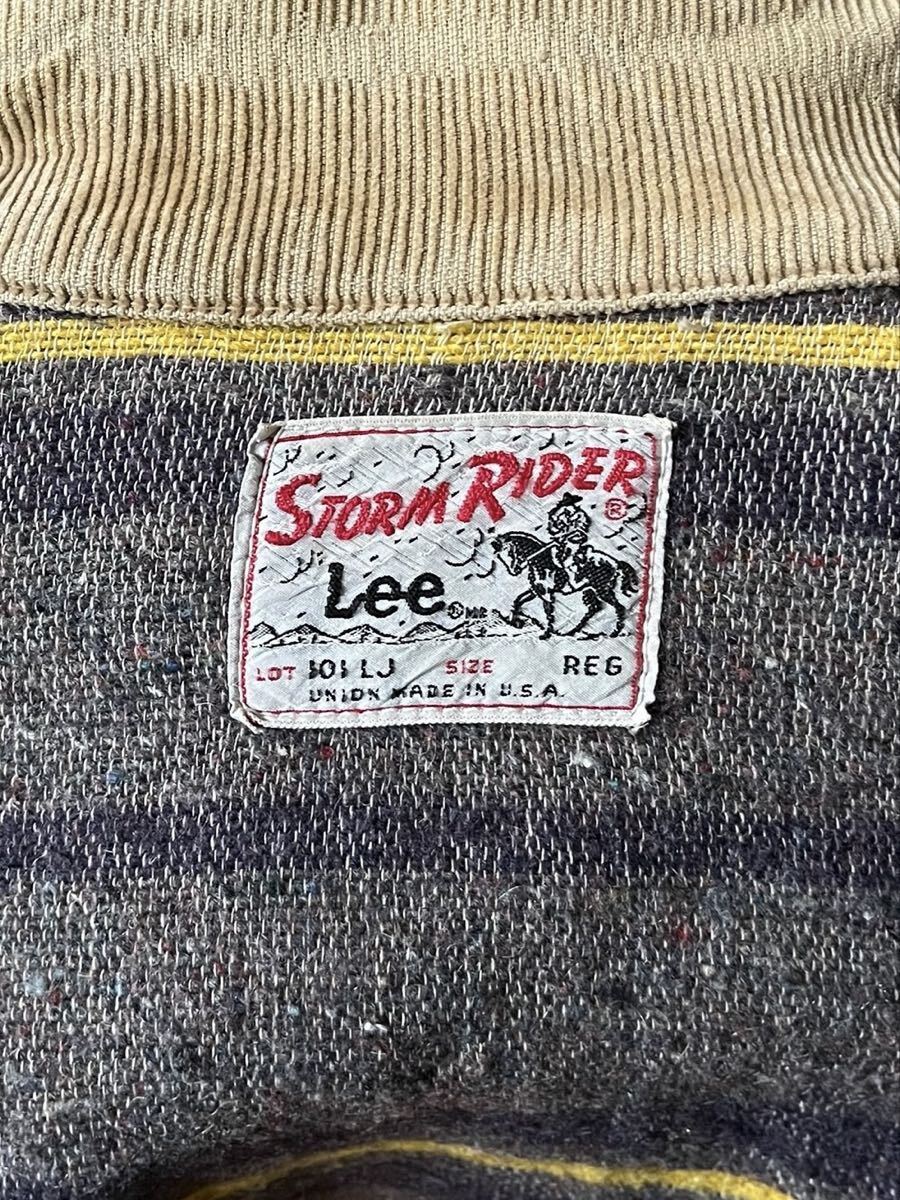 STORM RIDER ®
Lee ® MR
LOT 101 LJ SIZE REG
UNION MADE IN U.S.A.